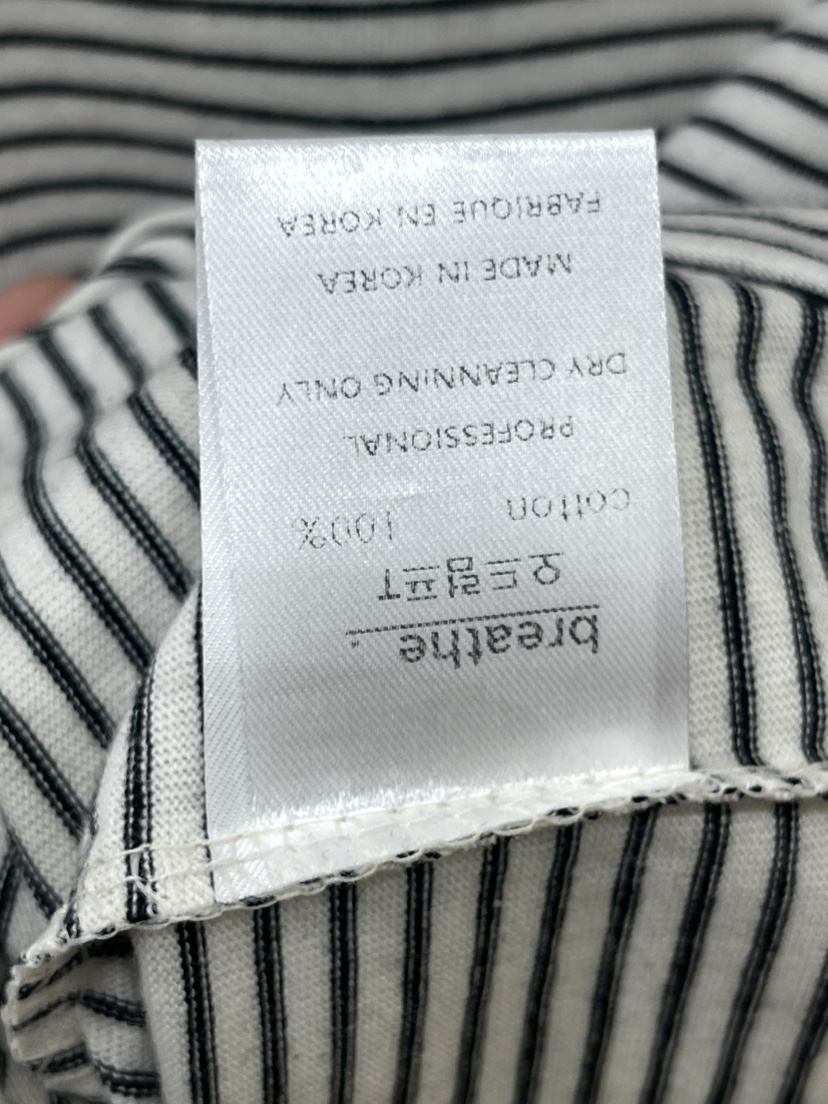 breathe.
cotton 100%
PROFESSIONAL
DRY CLEANNING ONLY
MADE IN KOREA
FABRIQUE EN KOREA